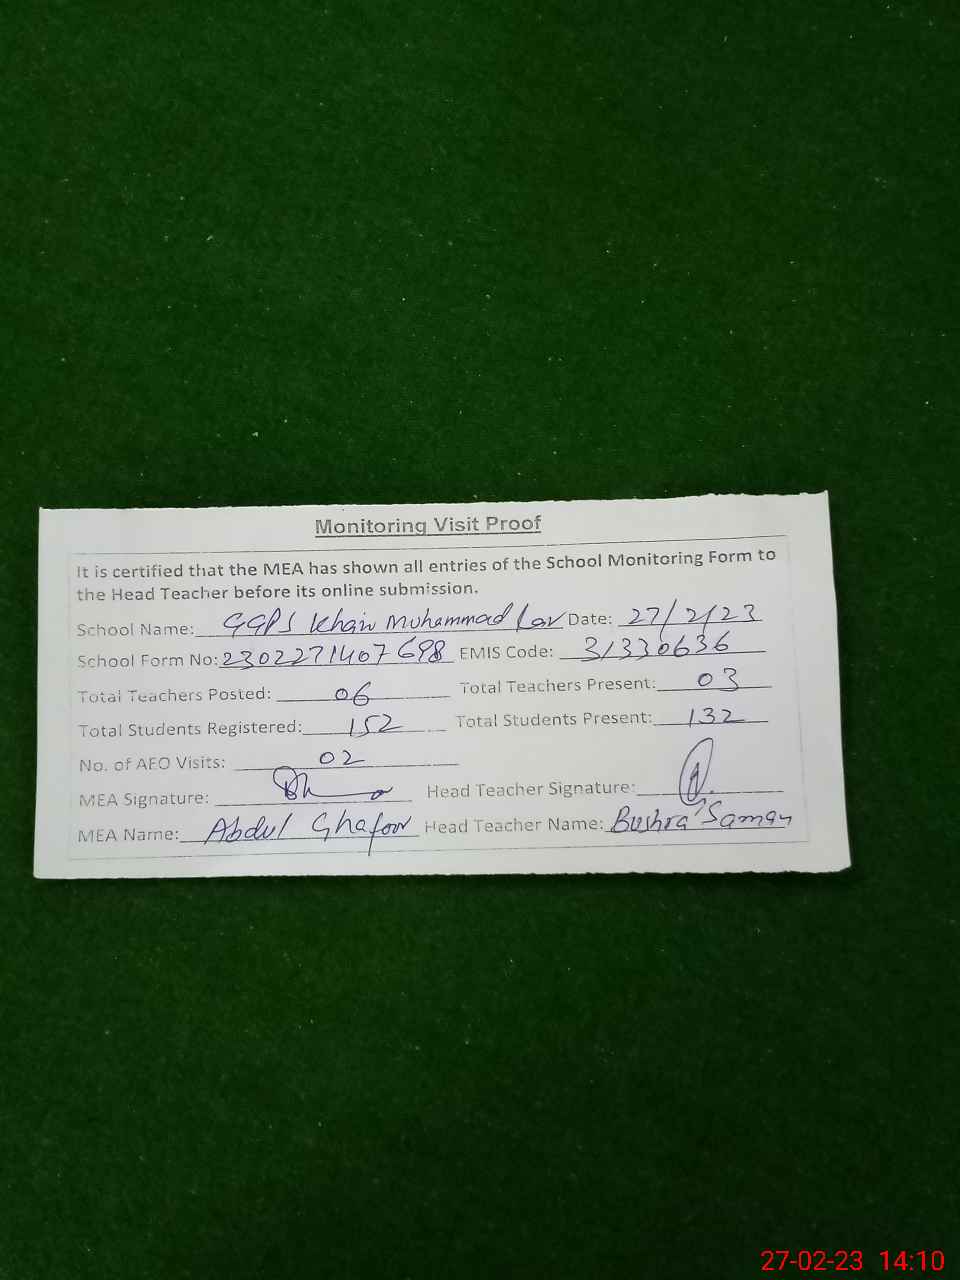 Monitoring Visit Proof
It is certified that the MEA has shown all entries of the School Monitoring Form to
the Head Teacher before its online submission.
School Name: GGPS Khair Muhammad Lar Date: 27/2/23
School Form No: 2302271407698 EMIS Code: 31330636
Total Teachers Posted: 06 Total Teachers Present: 03
Total Students Registered: 152 Total Students Present: 132
No. of AEO Visits: 02
MEA Signature: Head Teacher Signature:
MEA Name: Abdul Ghafoor Head Teacher Name: Bushra Saman
27-02-23 14:10